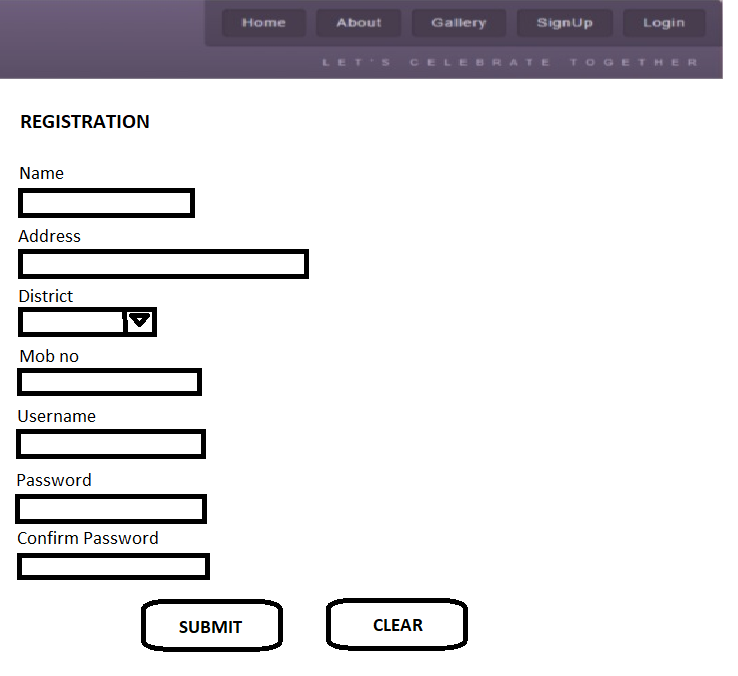 Home About Gallery SignUp Login
LET'S CELEBRATE TOGETHER
REGISTRATION
Name
Address
District
Mob no
Username
Password
Confirm Password
SUBMIT CLEAR